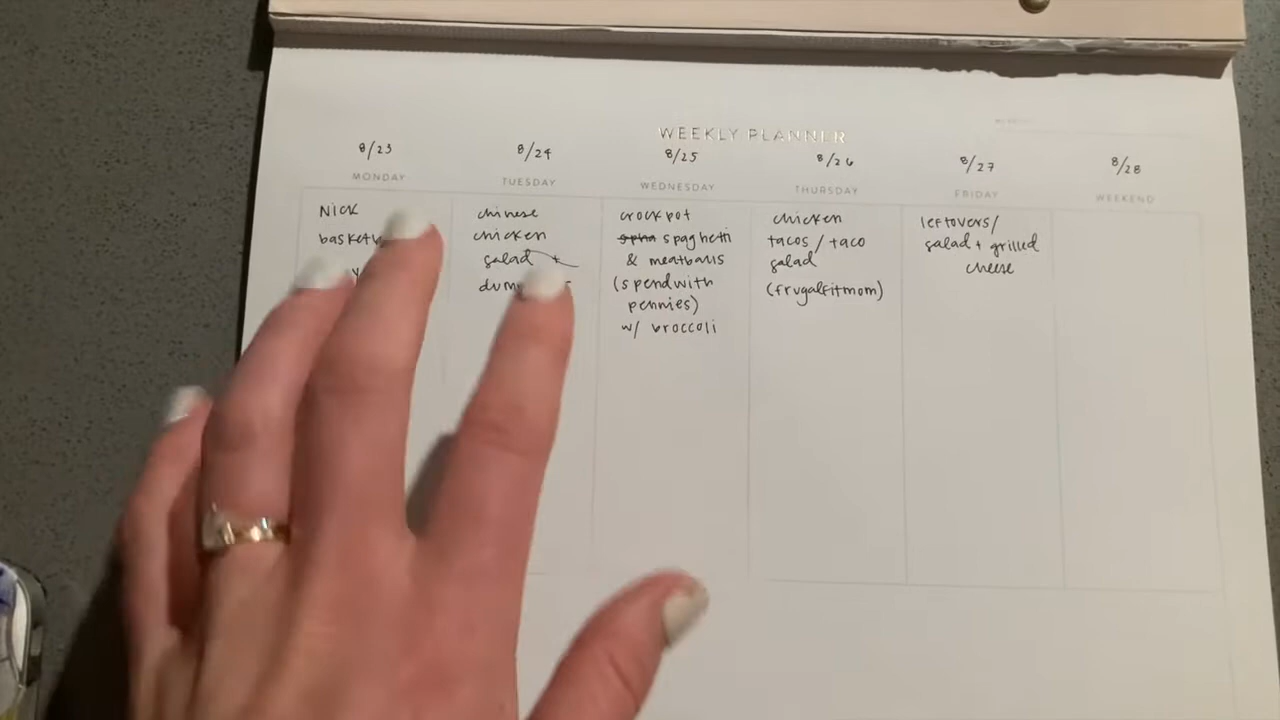 WEEKLY PLANNER
8/23
MONDAY
NICK
8/24
TUESDAY
chinese
chicken
salad +
8/25
WEDNESDAY
crockpot
spha spaghetti
& meatballs
(spendwith
pennies)
w/ broccoli
8/26
THURSDAY
chicken
tacos / taco
salad
(frugalfitmom)
8/27
FRIDAY
leftovers/
salad + grilled
cheese
8/28
WEEKEND